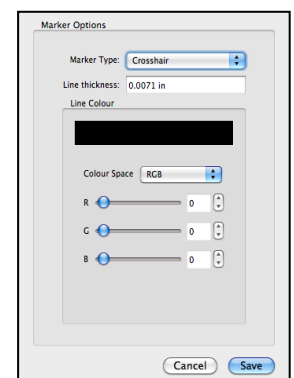 Marker Options
Marker Type: Crosshair
Line thickness: 0.0071 in
Line Colour
Colour Space RGB
R 0
G 0
B 0
Cancel Save